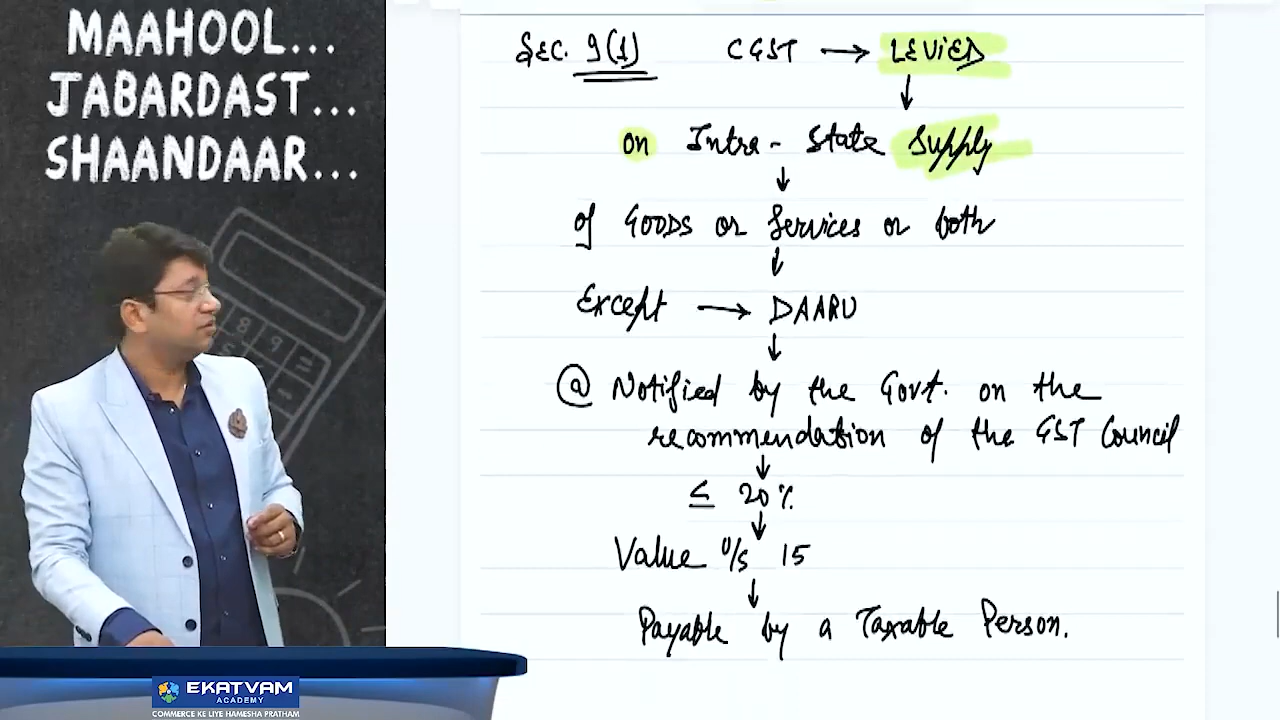 MAAHOOL...
JABARDAST...
SHAANDAAR...
SEC. 9(1) CGST → LEVIED
↓
on Intra - State Supply
↓
of GOODS or Services or both
↓
Except → DAARU
↓
@ Notified by the Govt. on the
recommendation of the GST Council
↓
≤ 20%
↓
Value u/s 15
↓
Payable by a Taxable Person.
EKATVAM
ACADEMY
COMMERCE KE LIYE HAMESHA PRATHAM